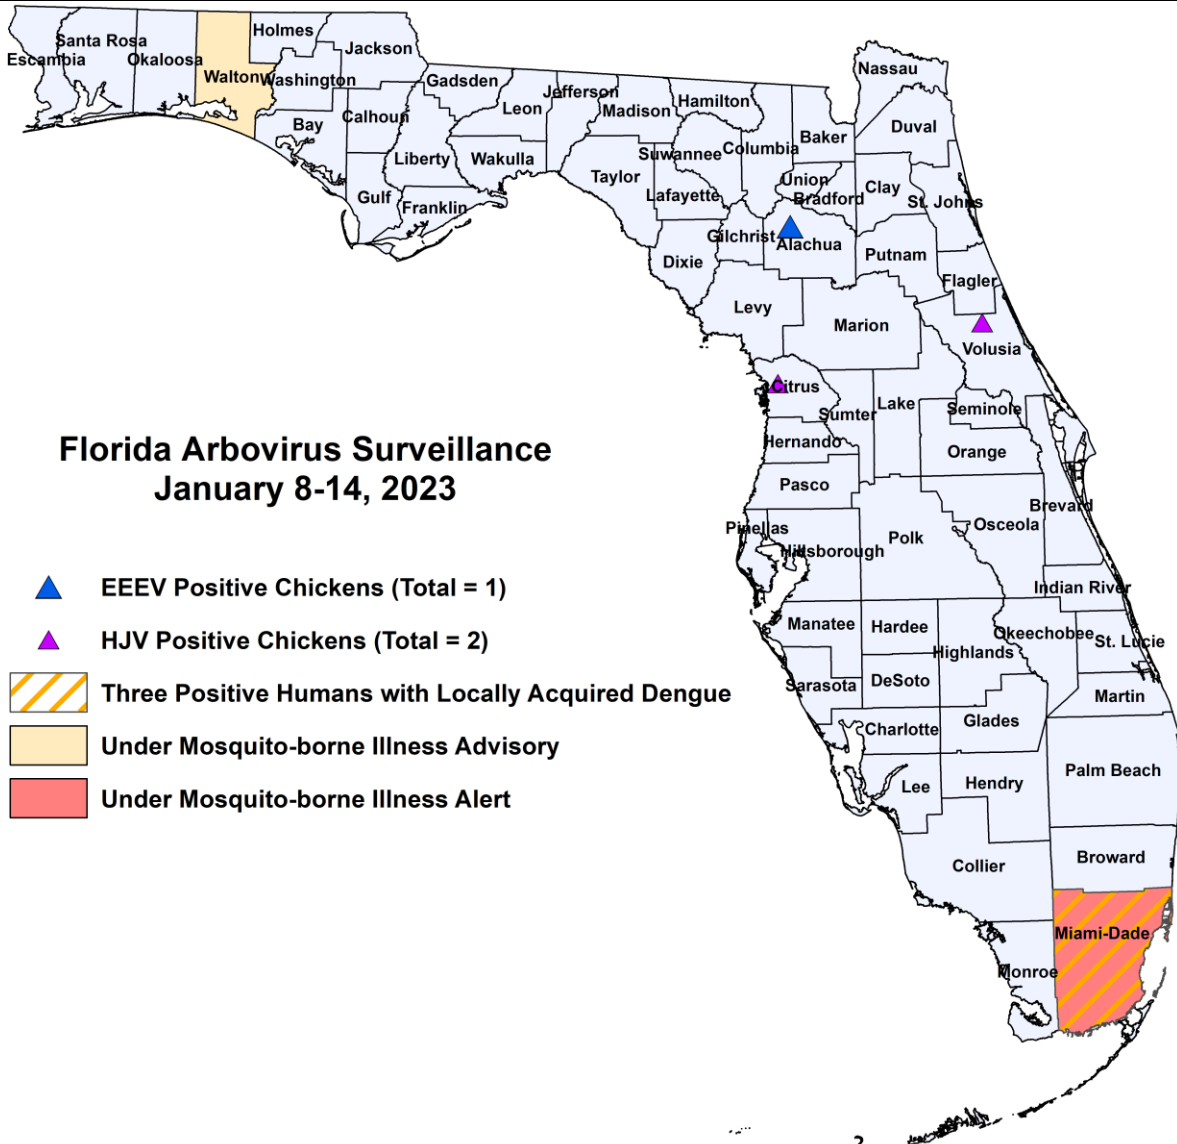 Escambia
Santa Rosa
Okaloosa
Walton
Holmes
Washington
Jackson
Bay
Calhoun
Gulf
Gadsden
Liberty
Franklin
Leon
Wakulla
Jefferson
Madison
Taylor
Hamilton
Suwannee
Lafayette
Columbia
Dixie
Gilchrist
Baker
Union
Bradford
Alachua
Nassau
Duval
Clay
St. Johns
Putnam
Flagler
Levy
Marion
Volusia
Citrus
Sumter
Lake
Seminole
Hernando
Orange
Pasco
Brevard
Osceola
Pinellas
Hillsborough
Polk
Indian River
Manatee
Hardee
Highlands
Okeechobee
St. Lucie
Sarasota
DeSoto
Martin
Charlotte
Glades
Lee
Hendry
Palm Beach
Collier
Broward
Miami-Dade
Monroe
Florida Arbovirus Surveillance
January 8-14, 2023
EEEV Positive Chickens (Total = 1)
HJV Positive Chickens (Total = 2)
Three Positive Humans with Locally Acquired Dengue
Under Mosquito-borne Illness Advisory
Under Mosquito-borne Illness Alert